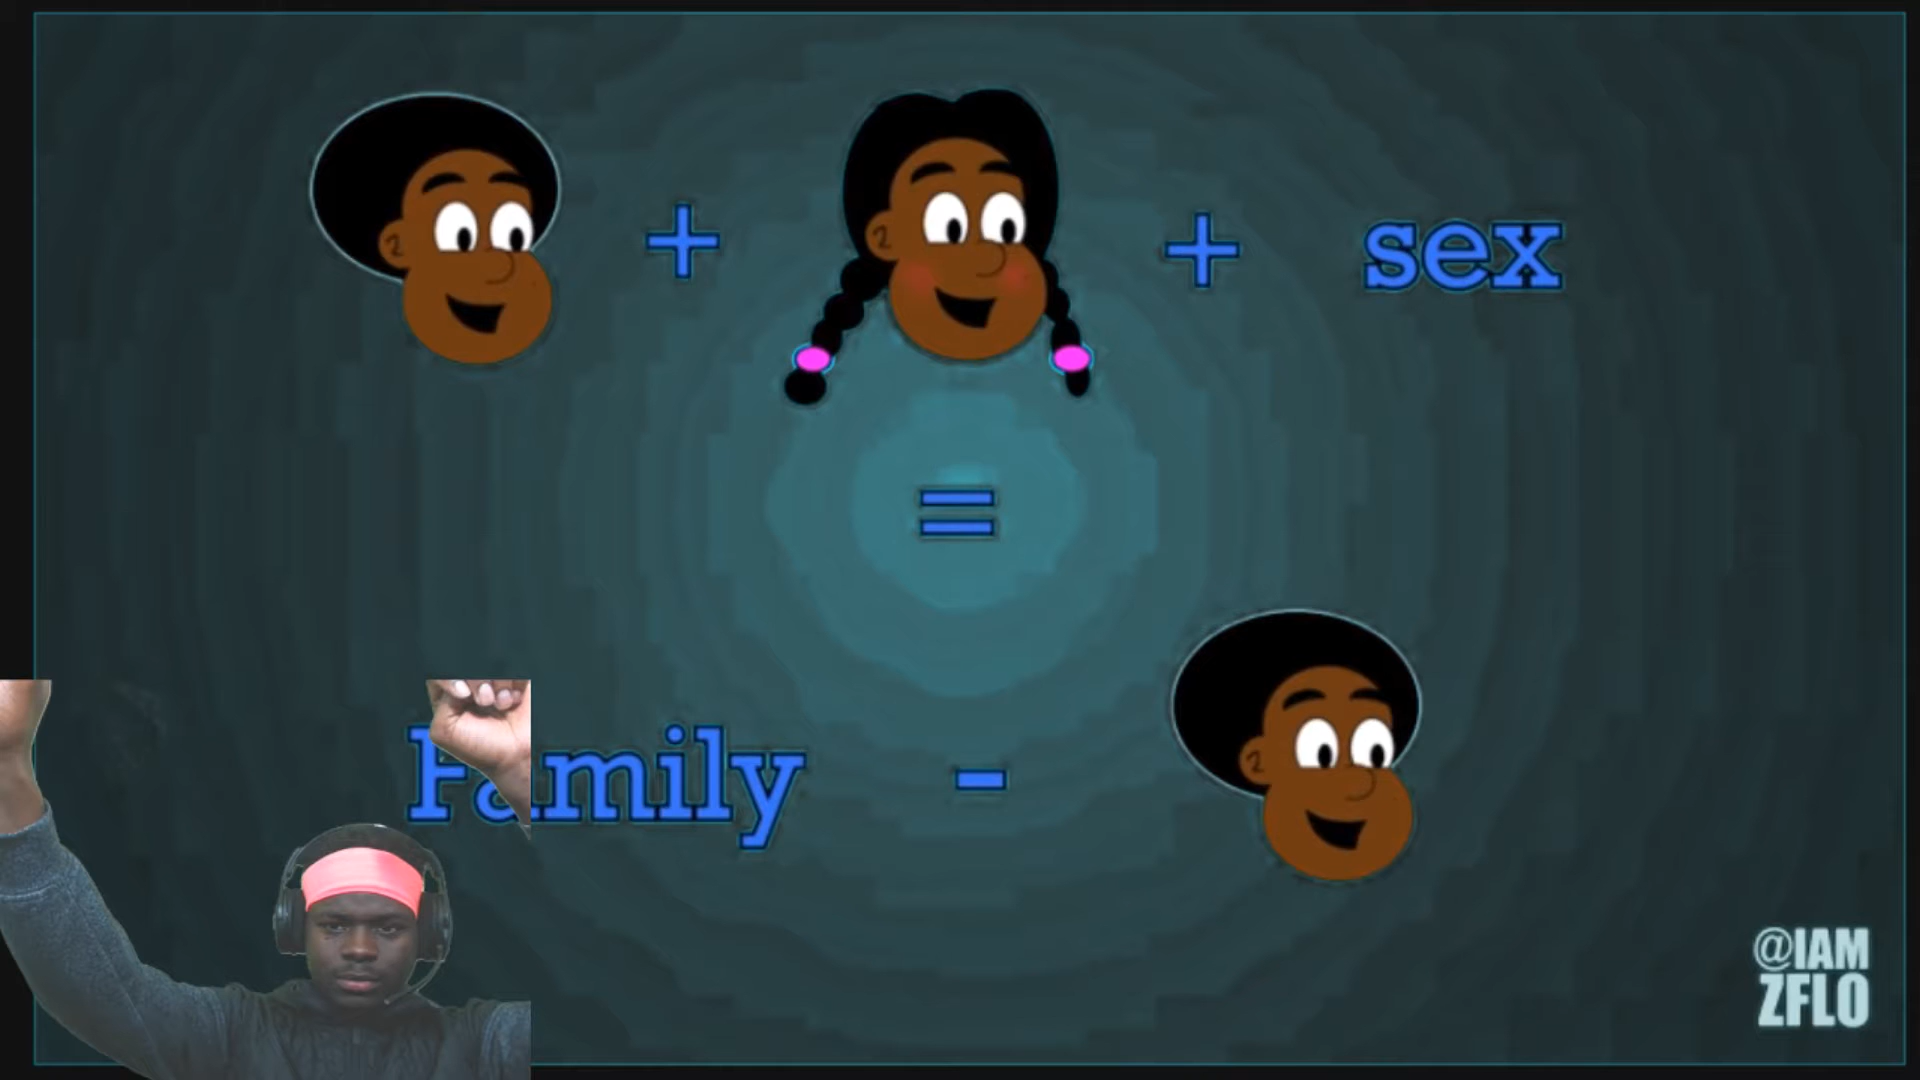 + + sex
=
Family -
@IAM
ZFLO